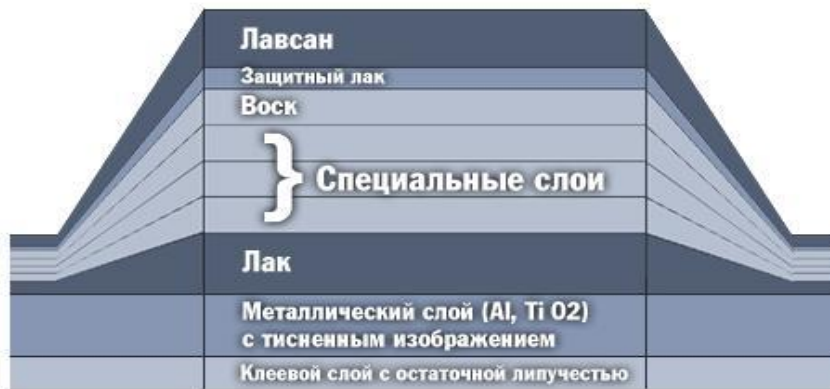 Лавсан
Защитный лак
Воск
Специальные слои
Лак
Металлический слой (Al, Ti O2)
с тисненным изображением
Клеевой слой с остаточной липучестью